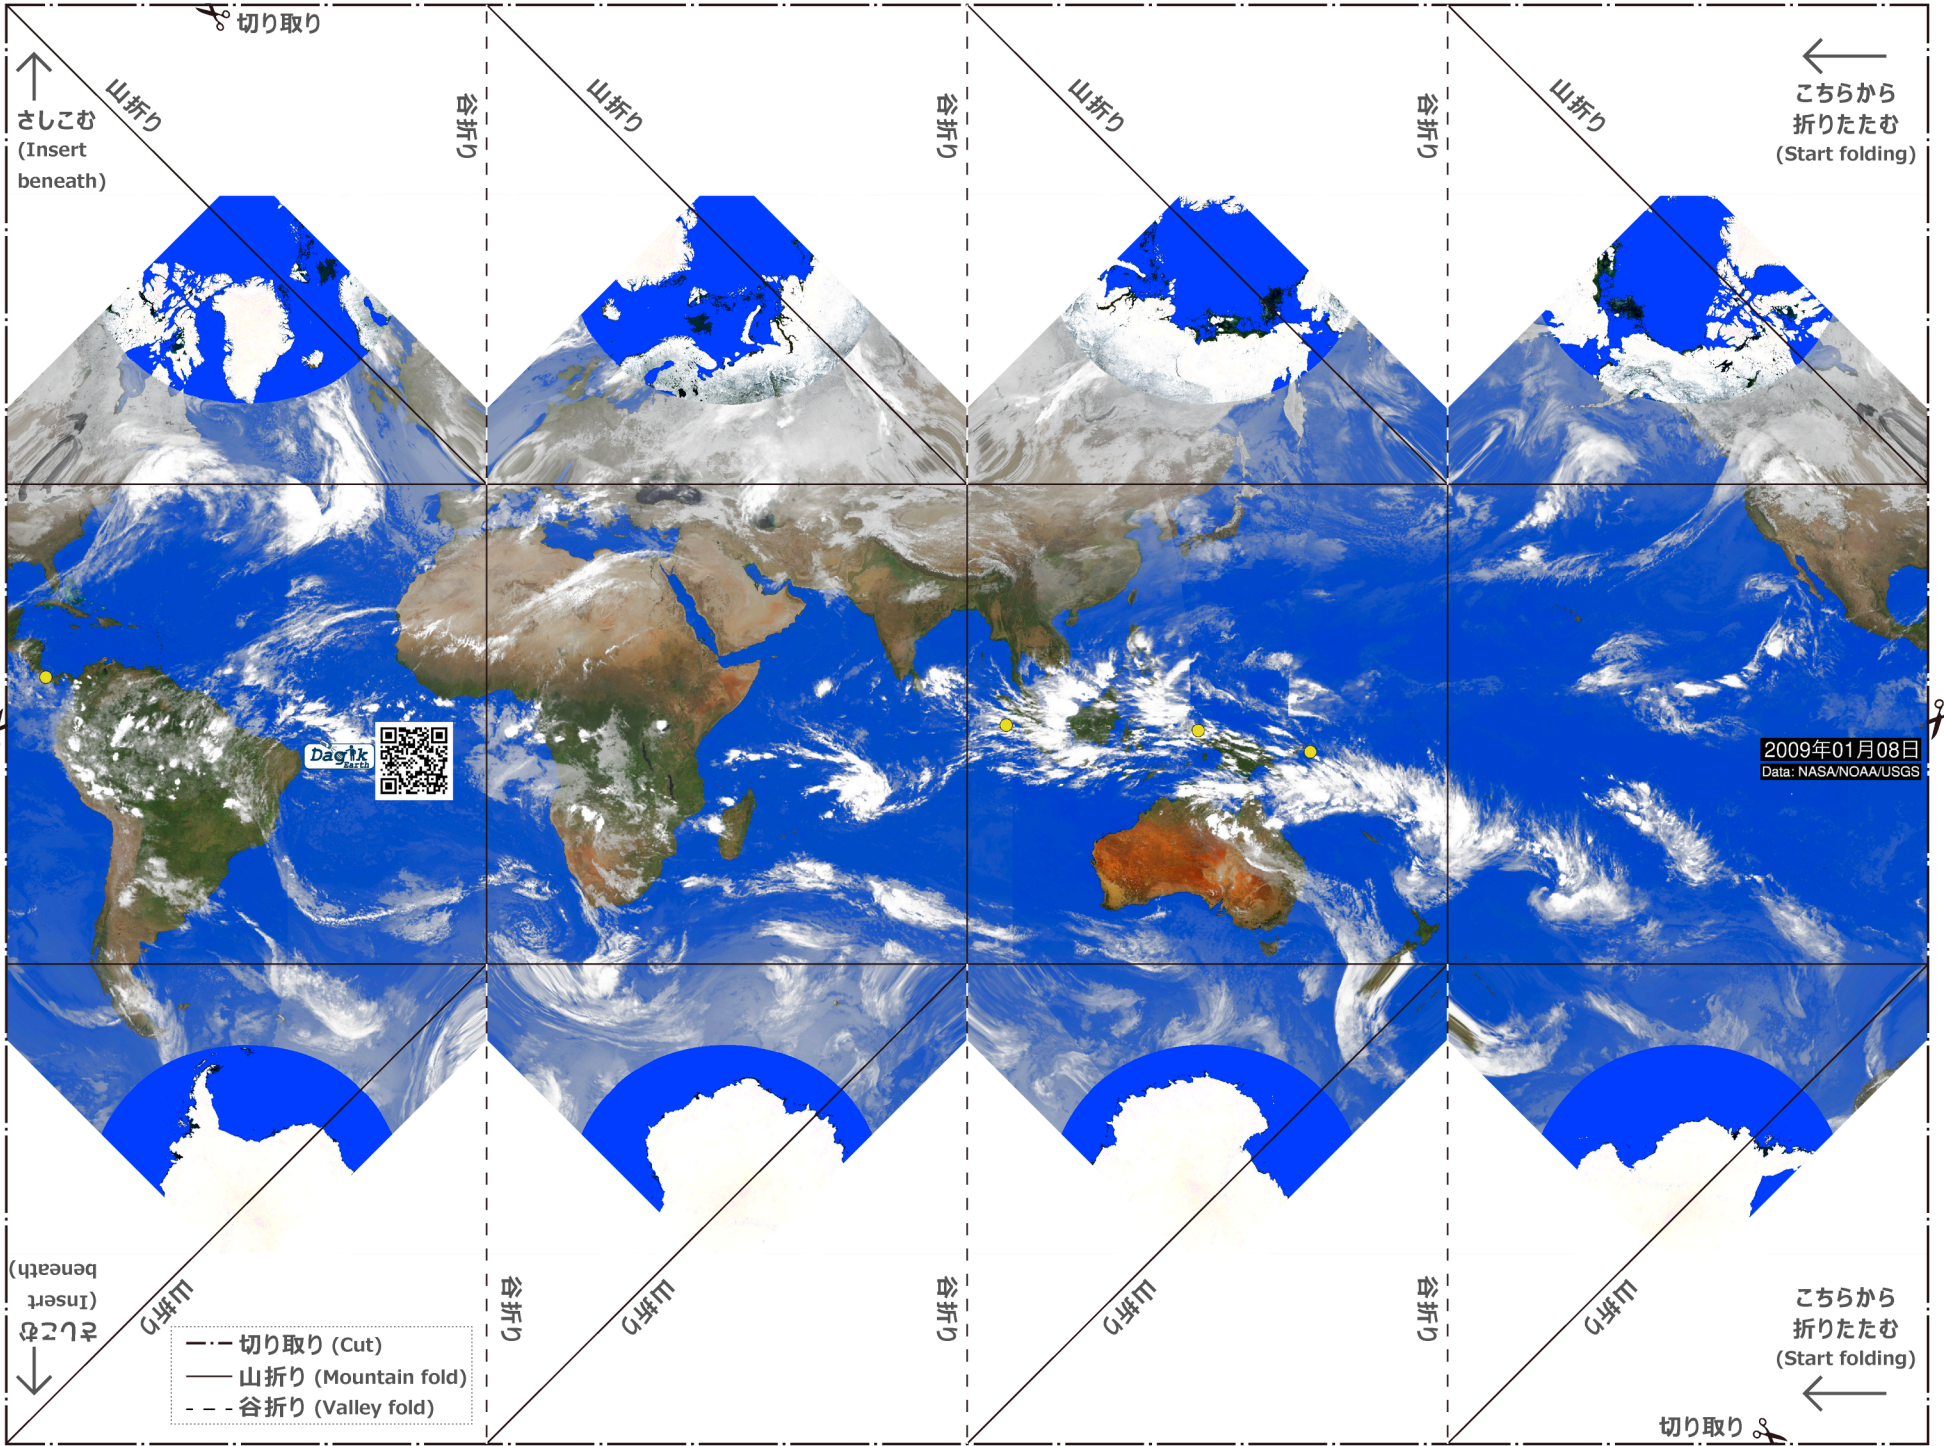 切り取り
さしこむ
(Insert
beneath)
山折り
谷折り
山折り
谷折り
山折り
谷折り
山折り
こちらから
折りたたむ
(Start folding)
Dagik
Earth
2009年01月08日
Data: NASA/NOAA/USGS
さしこむ
(Insert
beneath)
山折り
谷折り
山折り
谷折り
山折り
谷折り
山折り
こちらから
折りたたむ
(Start folding)
切り取り (Cut)
山折り (Mountain fold)
谷折り (Valley fold)
切り取り